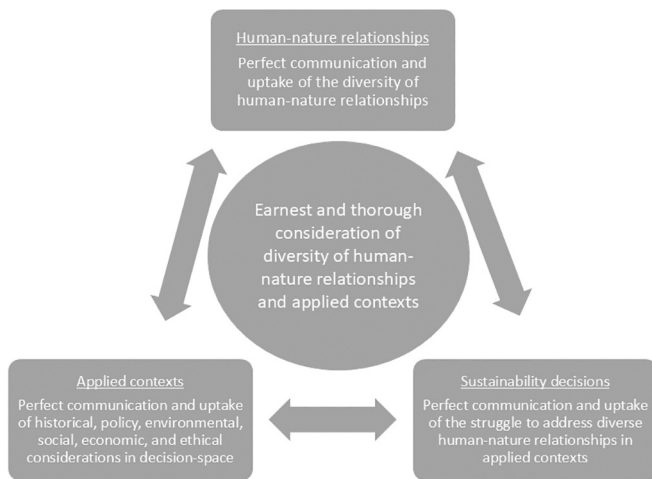 Human-nature relationships
Perfect communication and
uptake of the diversity of
human-nature relationships
Earnest and thorough
consideration of
diversity of human-
nature relationships
and applied contexts
Applied contexts
Perfect communication and uptake
of historical, policy, environmental,
social, economic, and ethical
considerations in decision-space
Sustainability decisions
Perfect communication and uptake
of the struggle to address diverse
human-nature relationships in
applied contexts